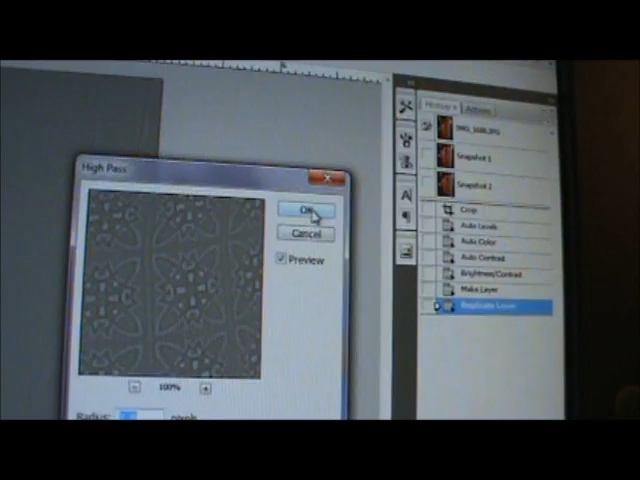 High Pass
OK
Cancel
Preview
100%
Radius:
pixels
History
Actions
IMG_1686.JPG
Snapshot 1
Snapshot 2
Crop
Auto Levels
Auto Color
Auto Contrast
Brightness/Contrast
Make Layer
Duplicate Layer